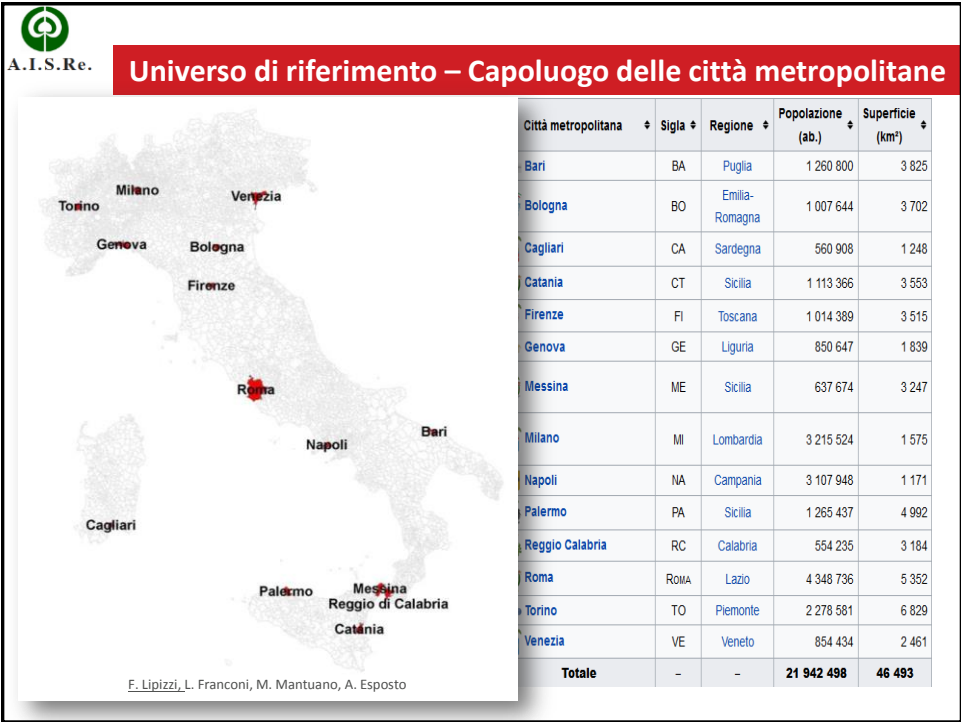 A.I.S.Re.
Universo di riferimento – Capoluogo delle città metropolitane
Milano
Venezia
Torino
Genova
Bologna
Firenze
Roma
Bari
Napoli
Cagliari
Palermo
Messina
Reggio di Calabria
Catania
F. Lipizzi, L. Franconi, M. Mantuano, A. Esposto
Città metropolitana Sigla Regione Popolazione (ab.) Superficie (km²)
Bari BA Puglia 1 260 800 3 825
Bologna BO Emilia-Romagna 1 007 644 3 702
Cagliari CA Sardegna 560 908 1 248
Catania CT Sicilia 1 113 366 3 553
Firenze FI Toscana 1 014 389 3 515
Genova GE Liguria 850 647 1 839
Messina ME Sicilia 637 674 3 247
Milano MI Lombardia 3 215 524 1 575
Napoli NA Campania 3 107 948 1 171
Palermo PA Sicilia 1 265 437 4 992
Reggio Calabria RC Calabria 554 235 3 184
Roma ROMA Lazio 4 348 736 5 352
Torino TO Piemonte 2 278 581 6 829
Venezia VE Veneto 854 434 2 461
Totale – – 21 942 498 46 493